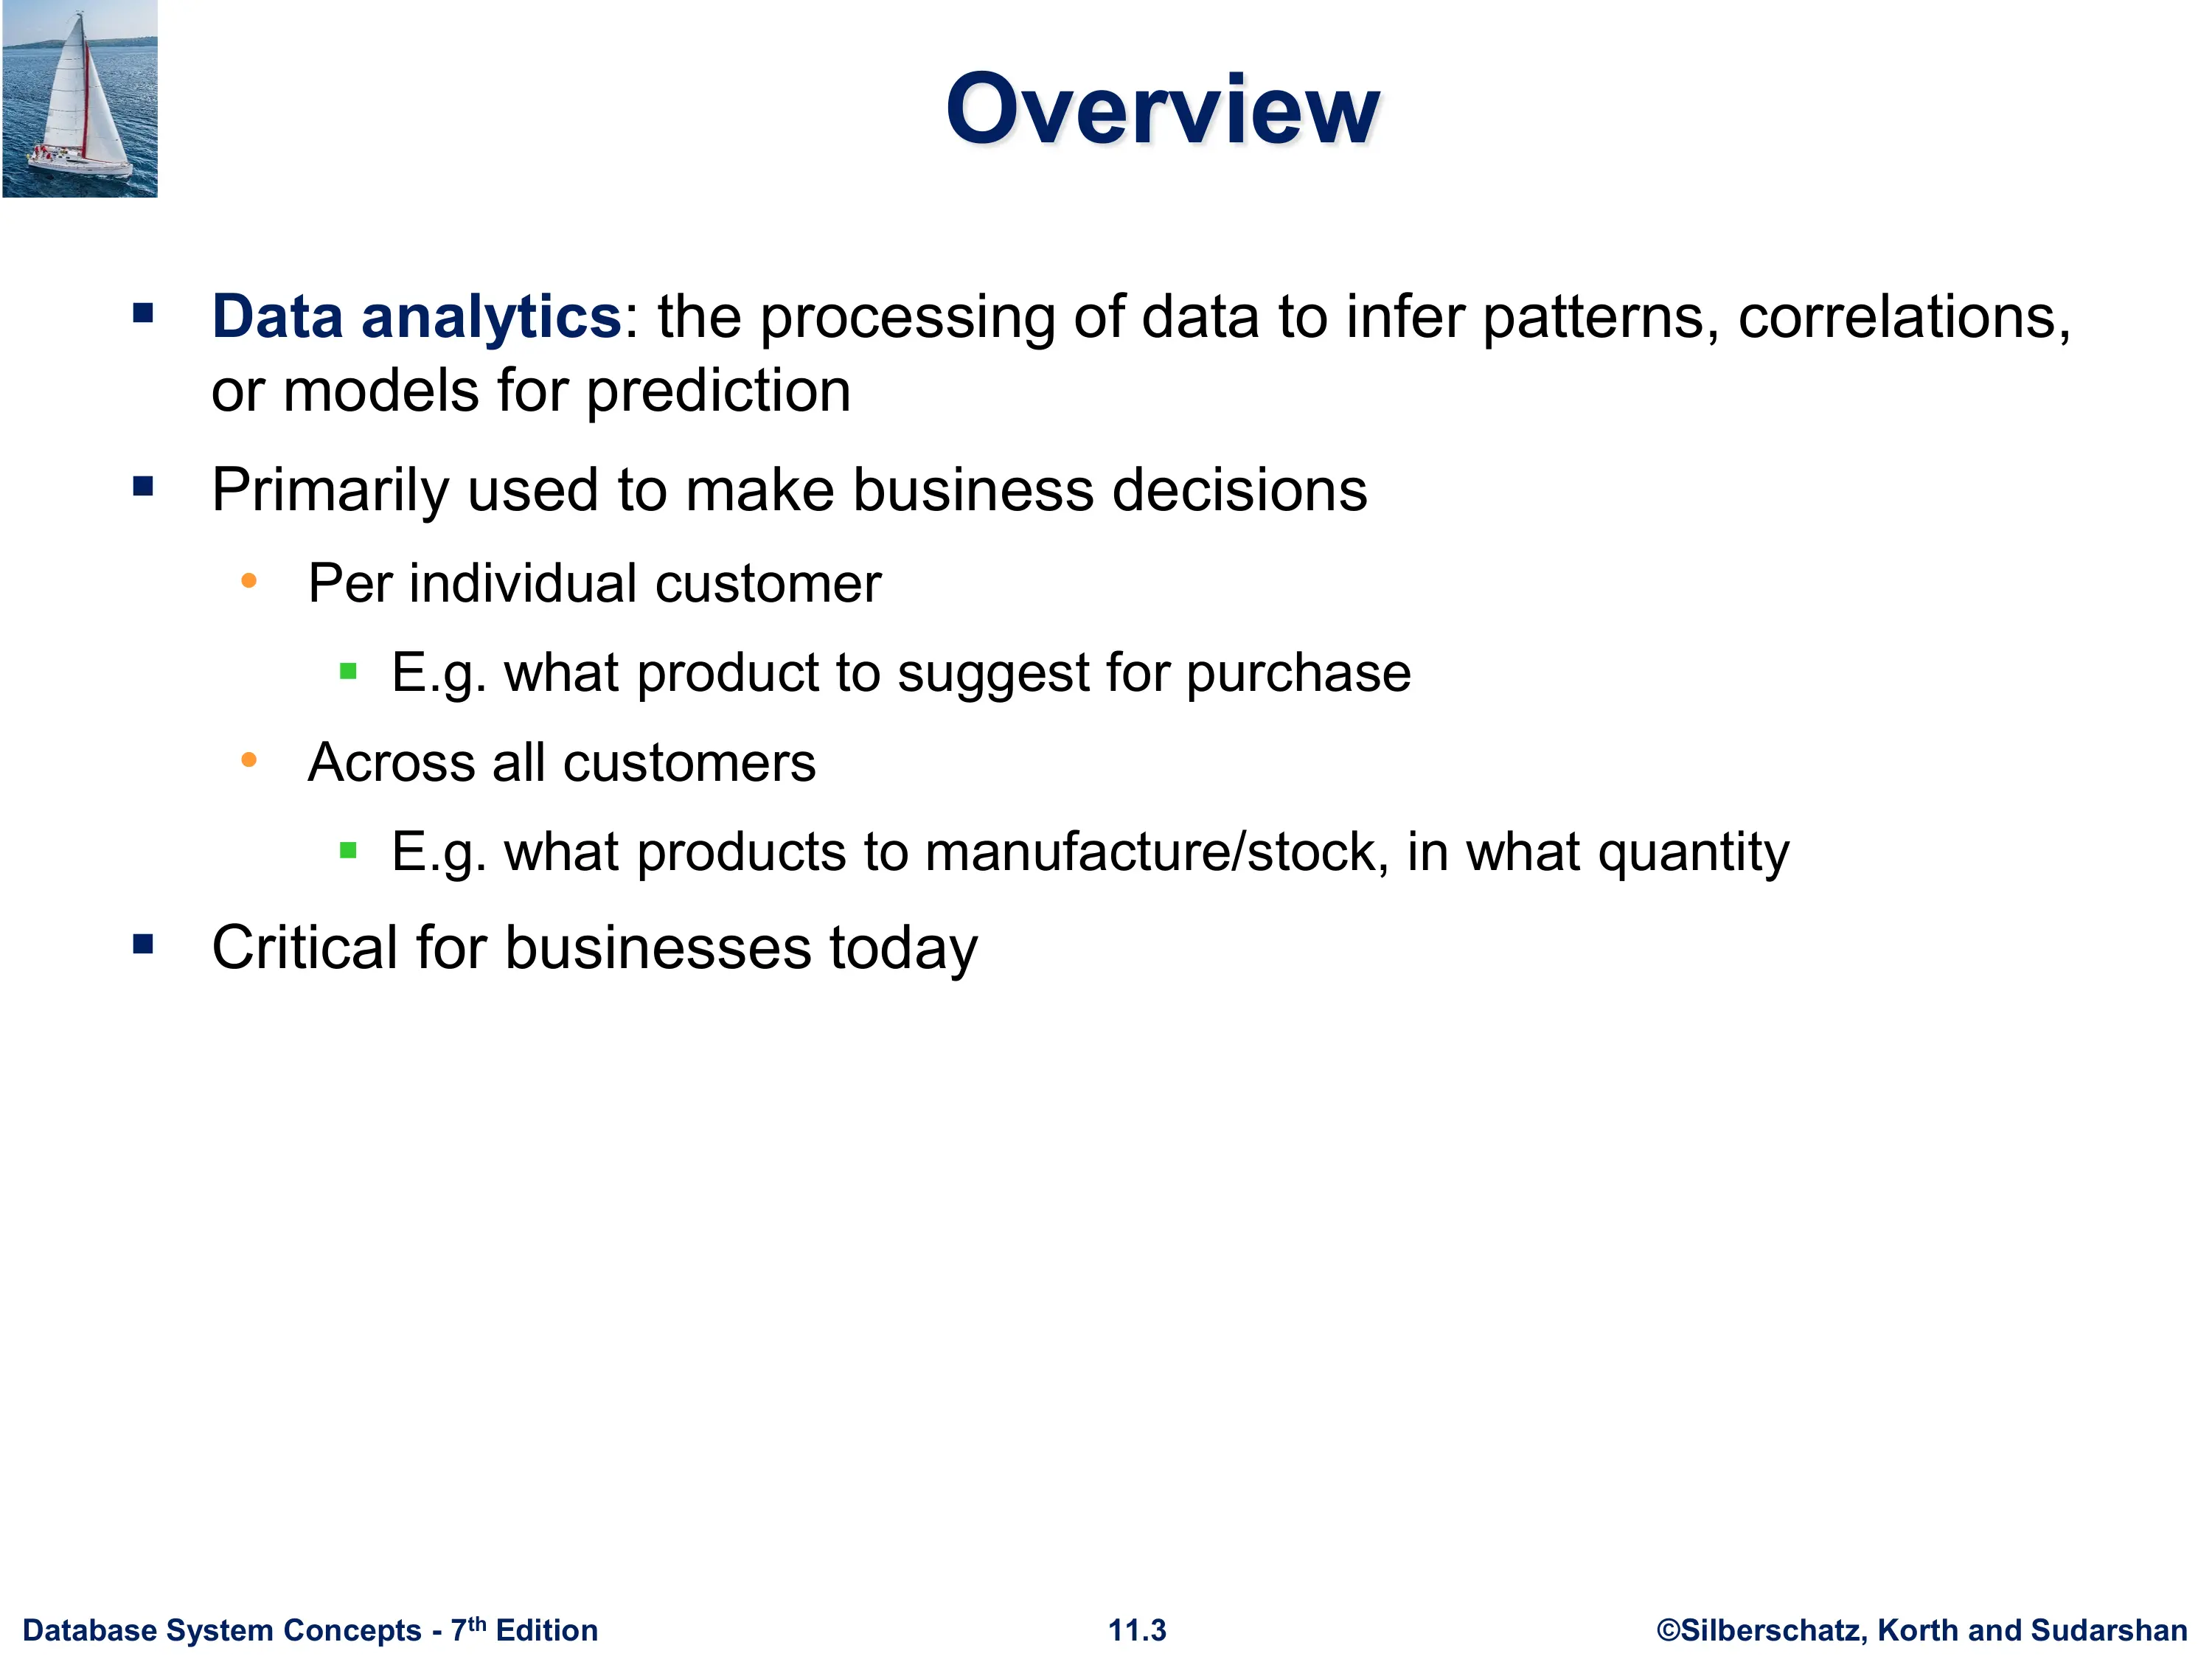 Overview
Data analytics: the processing of data to infer patterns, correlations,
or models for prediction
Primarily used to make business decisions
Per individual customer
E.g. what product to suggest for purchase
Across all customers
E.g. what products to manufacture/stock, in what quantity
Critical for businesses today
Database System Concepts - 7th Edition
11.3
©Silberschatz, Korth and Sudarshan